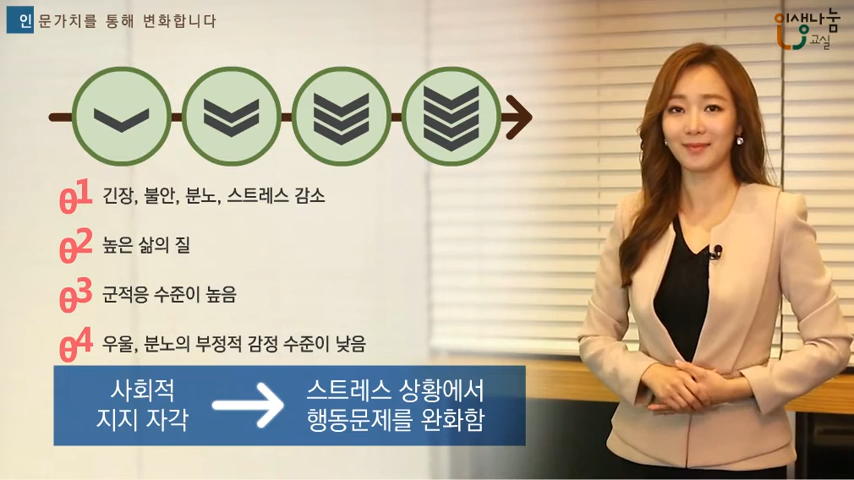 인문가치를 통해 변화합니다
인생나눔
교실
01 긴장, 불안, 분노, 스트레스 감소
02 높은 삶의 질
03 군적응 수준이 높음
04 우울, 분노의 부정적 감정 수준이 낮음
사회적
지지 자각
스트레스 상황에서
행동문제를 완화함